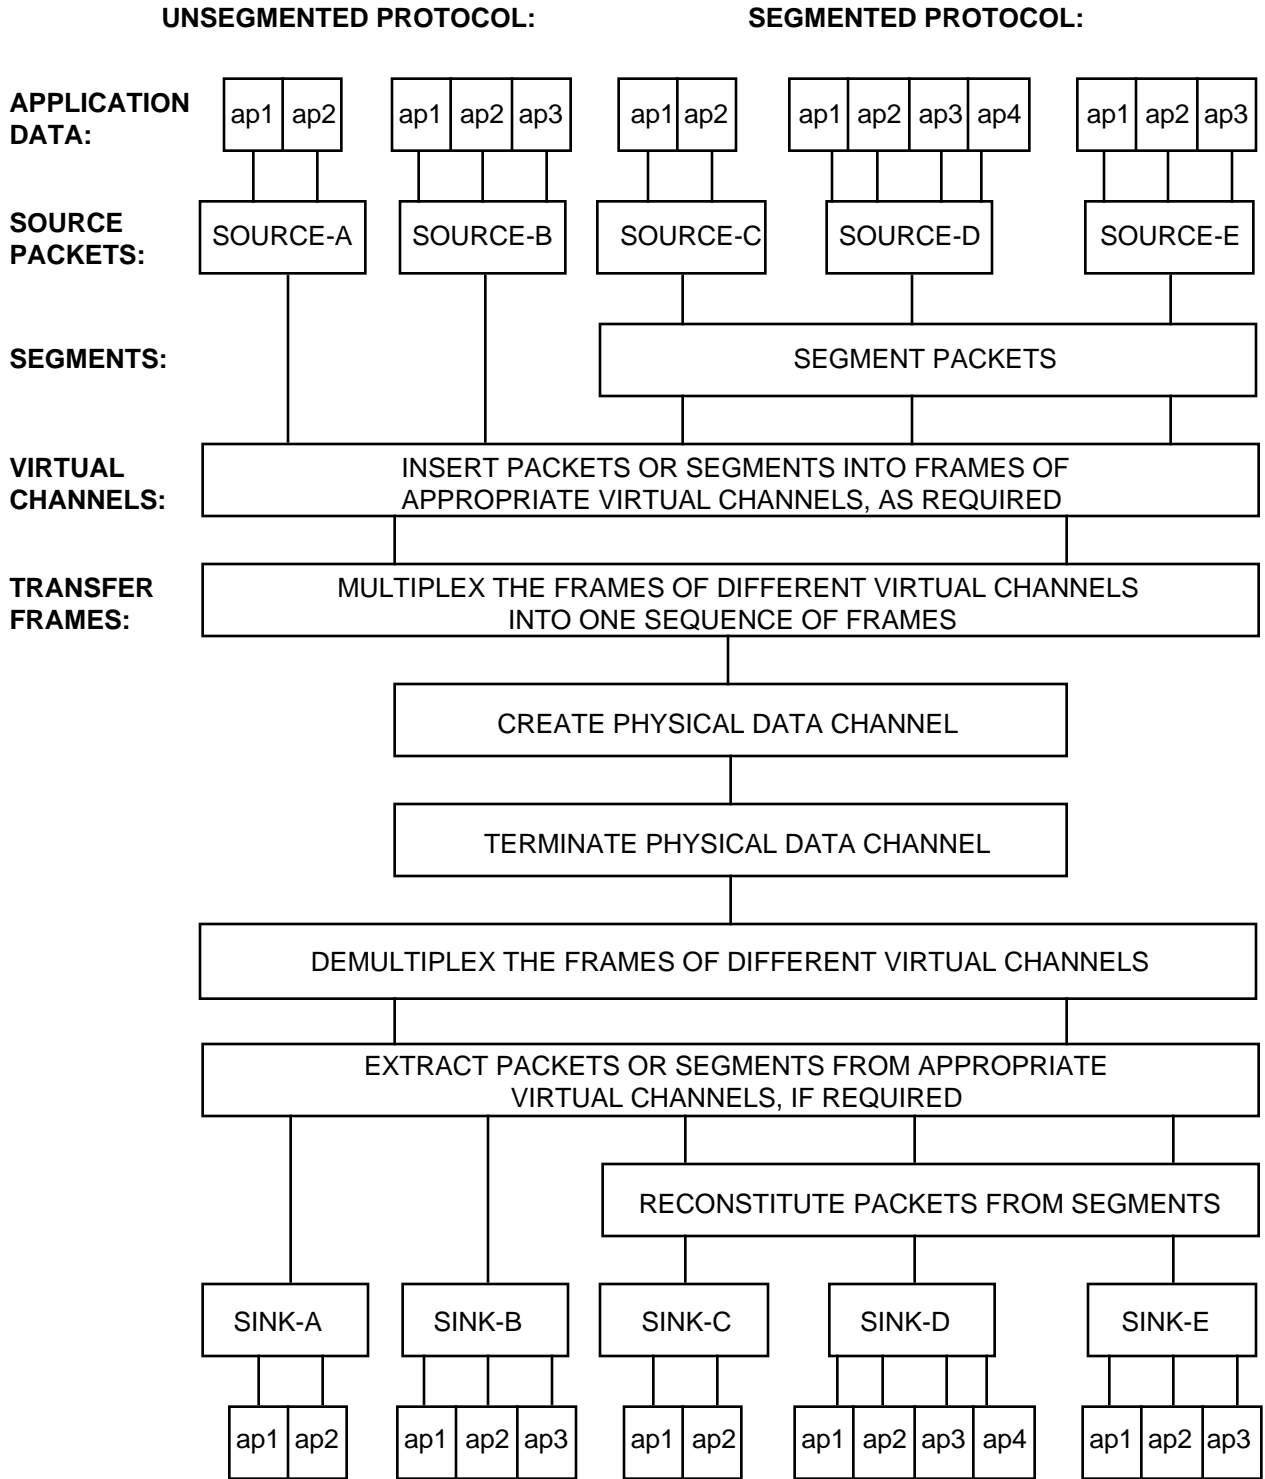 UNSEGMENTED PROTOCOL: SEGMENTED PROTOCOL:
APPLICATION
DATA:
ap1 ap2 ap1 ap2 ap3 ap1 ap2 ap1 ap2 ap3 ap4 ap1 ap2 ap3
SOURCE
PACKETS:
SOURCE-A SOURCE-B SOURCE-C SOURCE-D SOURCE-E
SEGMENTS: SEGMENT PACKETS
VIRTUAL
CHANNELS:
INSERT PACKETS OR SEGMENTS INTO FRAMES OF
APPROPRIATE VIRTUAL CHANNELS, AS REQUIRED
TRANSFER
FRAMES:
MULTIPLEX THE FRAMES OF DIFFERENT VIRTUAL CHANNELS
INTO ONE SEQUENCE OF FRAMES
CREATE PHYSICAL DATA CHANNEL
TERMINATE PHYSICAL DATA CHANNEL
DEMULTIPLEX THE FRAMES OF DIFFERENT VIRTUAL CHANNELS
EXTRACT PACKETS OR SEGMENTS FROM APPROPRIATE
VIRTUAL CHANNELS, IF REQUIRED
RECONSTITUTE PACKETS FROM SEGMENTS
SINK-A SINK-B SINK-C SINK-D SINK-E
ap1 ap2 ap1 ap2 ap3 ap1 ap2 ap1 ap2 ap3 ap4 ap1 ap2 ap3